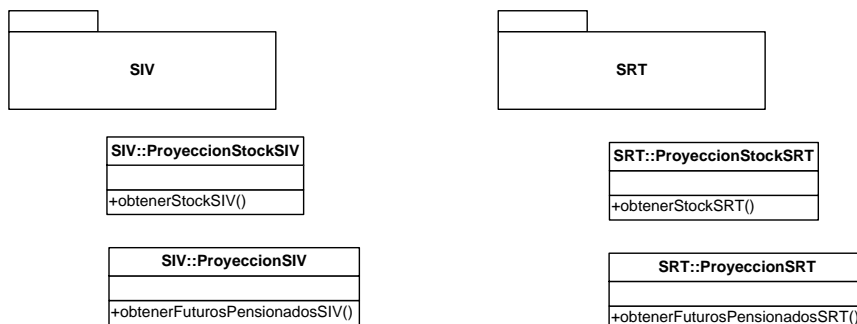 SIV
SRT
SIV::ProyeccionStockSIV
+obtenerStockSIV()
SRT::ProyeccionStockSRT
+obtenerStockSRT()
SIV::ProyeccionSIV
+obtenerFuturosPensionadosSIV()
SRT::ProyeccionSRT
+obtenerFuturosPensionadosSRT()